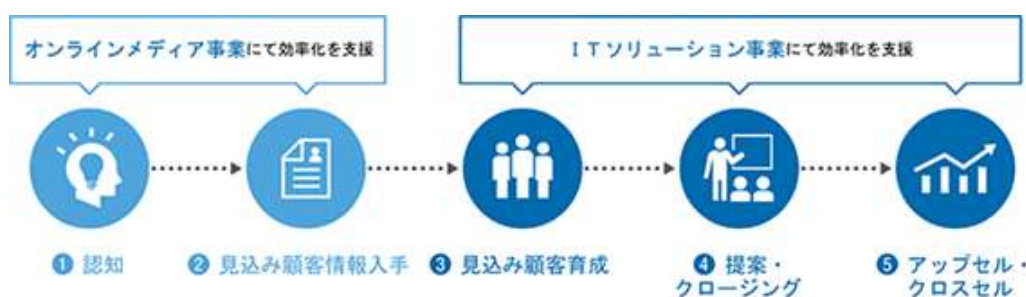 オンラインメディア事業にて効率化を支援
ITソリューション事業にて効率化を支援
❶ 認知
❷ 見込み顧客情報入手
❸ 見込み顧客育成
❹ 提案・
クロージング
❺ アップセル・
クロスセル